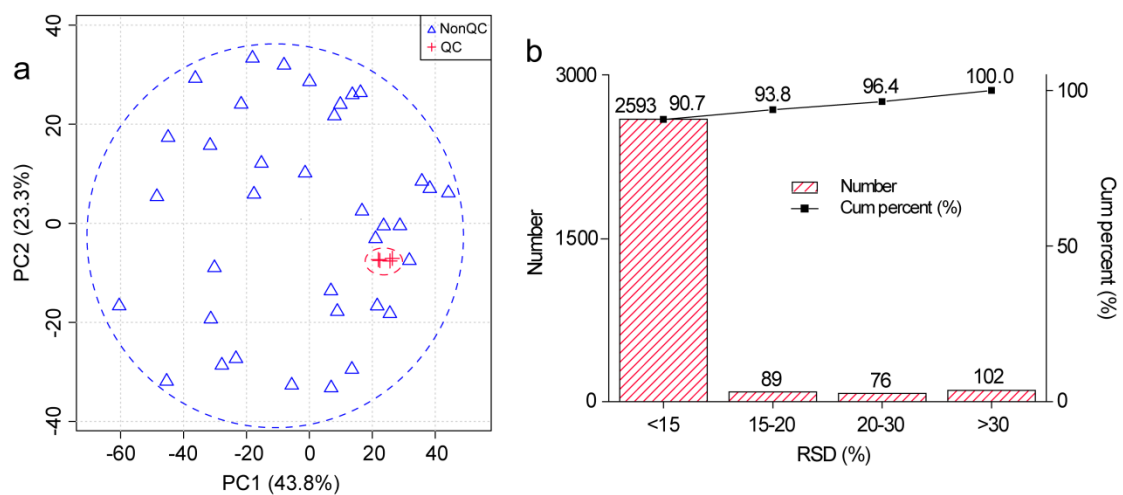 a
40
20
0
-20
-40
PC2 (23.3%)
-60
-40
-20
0
20
40
PC1 (43.8%)
NonQC
QC
b
3000
1500
0
Number
2593
90.7
93.8
96.4
100.0
89
76
102
Number
Cum percent (%)
<15
15-20
20-30
>30
RSD (%)
100
50
0
Cum percent (%)